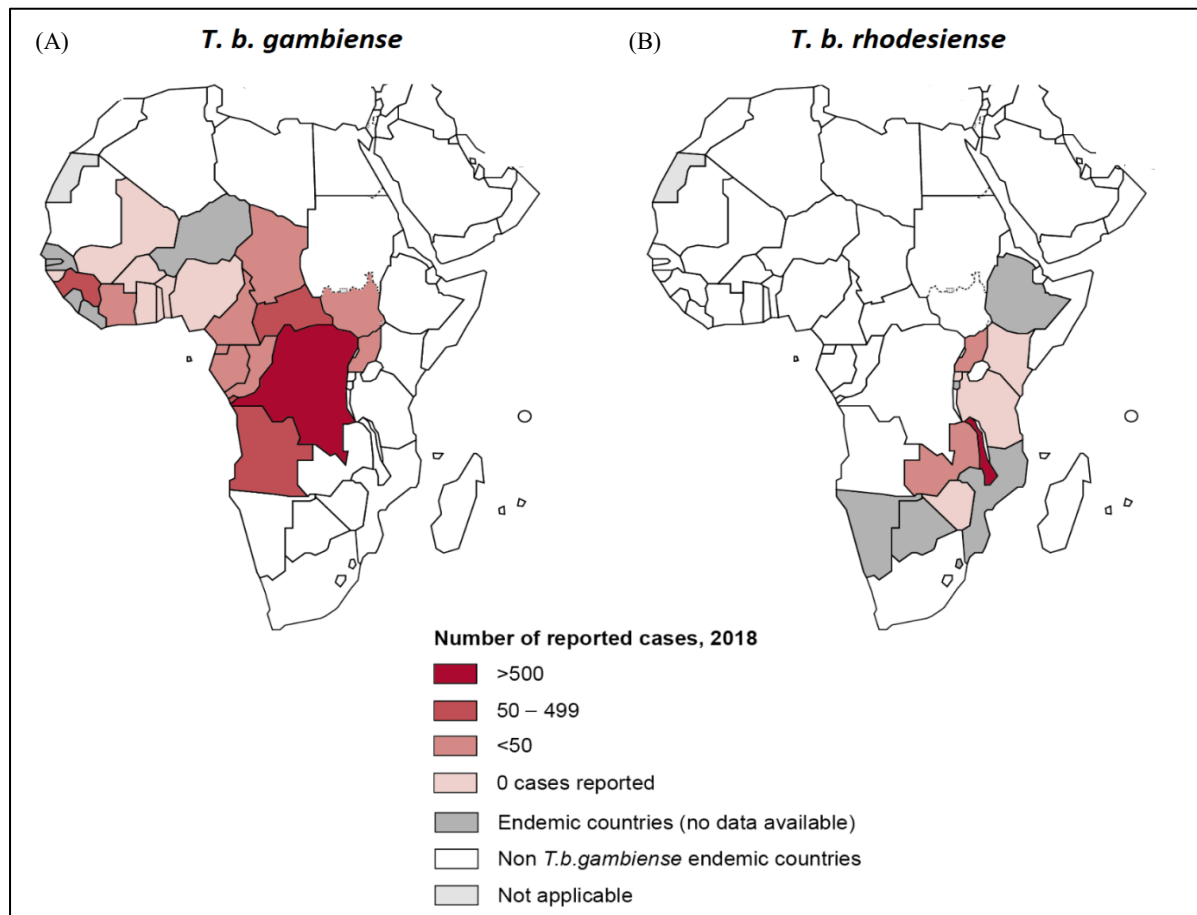 (A) T. b. gambiense
(B) T. b. rhodesiense
Number of reported cases, 2018
>500
50 – 499
<50
0 cases reported
Endemic countries (no data available)
Non T.b.gambiense endemic countries
Not applicable